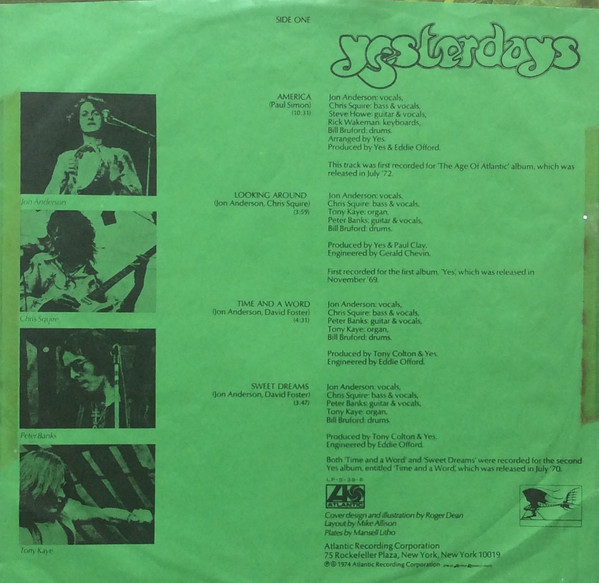 SIDE ONE
yesterdays
AMERICA
(Paul Simon)
(10:31)
Jon Anderson: vocals,
Chris Squire: bass & vocals,
Steve Howe: guitar & vocals,
Rick Wakeman: keyboards,
Bill Bruford: drums.
Arranged by Yes.
Produced by Yes & Eddie Offord.
This track was first recorded for 'The Age Of Atlantic' album, which was
released in July '72.
Jon Anderson
LOOKING AROUND
(Jon Anderson, Chris Squire)
(3:59)
Jon Anderson: vocals,
Chris Squire: bass & vocals,
Tony Kaye: organ,
Peter Banks: guitar & vocals,
Bill Bruford: drums.
Produced by Yes & Paul Clay.
Engineered by Gerald Chevin.
First recorded for the first album, 'Yes', which was released in
November '69.
Chris Squire
TIME AND A WORD
(Jon Anderson, David Foster)
(4:31)
Jon Anderson: vocals,
Chris Squire: bass & vocals,
Peter Banks: guitar & vocals,
Tony Kaye: organ,
Bill Bruford: drums.
Produced by Tony Colton & Yes.
Engineered by Eddie Offord.
SWEET DREAMS
(Jon Anderson, David Foster)
(3:47)
Jon Anderson: vocals,
Chris Squire: bass & vocals,
Peter Banks: guitar & vocals,
Tony Kaye: organ,
Bill Bruford: drums.
Peter Banks
Produced by Tony Colton & Yes.
Engineered by Eddie Offord.
Both 'Time and a Word' and 'Sweet Dreams' were recorded for the second
Yes album, entitled 'Time and a Word', which was released in July '70.
ATLANTIC
Cover design and illustration by Roger Dean
Layout by Mike Allison
Plates by Mansell Litho
Tony Kaye
Atlantic Recording Corporation
75 Rockefeller Plaza, New York, New York 10019
℗ © 1974 Atlantic Recording Corporation